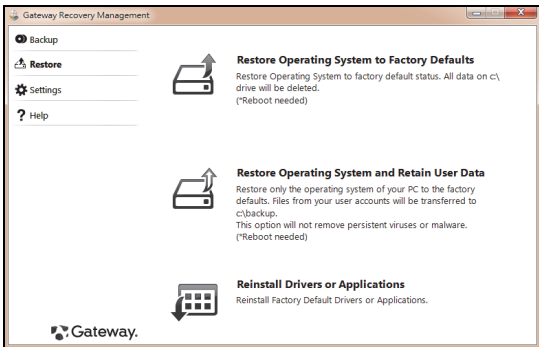 Gateway Recovery Management
Backup
Restore
Settings
Help
Restore Operating System to Factory Defaults
Restore Operating System to factory default status. All data on c:\
drive will be deleted.
(*Reboot needed)
Restore Operating System and Retain User Data
Restore only the operating system of your PC to the factory
defaults. Files from your user accounts will be transferred to
c:\backup.
This option will not remove persistent viruses or malware.
(*Reboot needed)
Reinstall Drivers or Applications
Reinstall Factory Default Drivers or Applications.
Gateway.